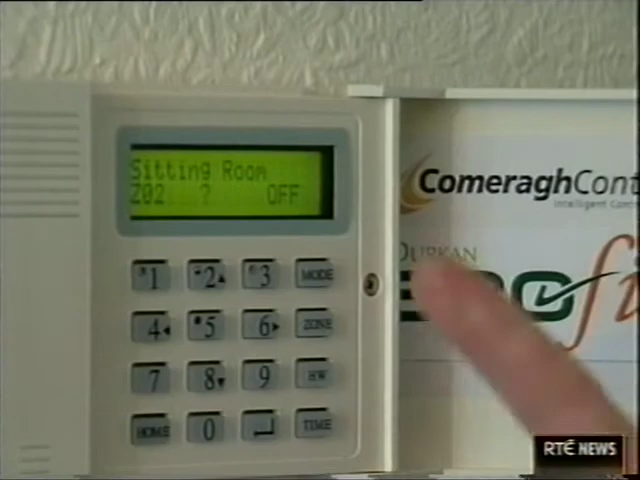 Sitting Room
Z02 ? OFF
1 2 3 MODE
4 5 6 ZONE
7 8 9 HW
HOME 0 TIME
ComeraghCont
Intelligent Cont
DURKAN
RTÉ NEWS